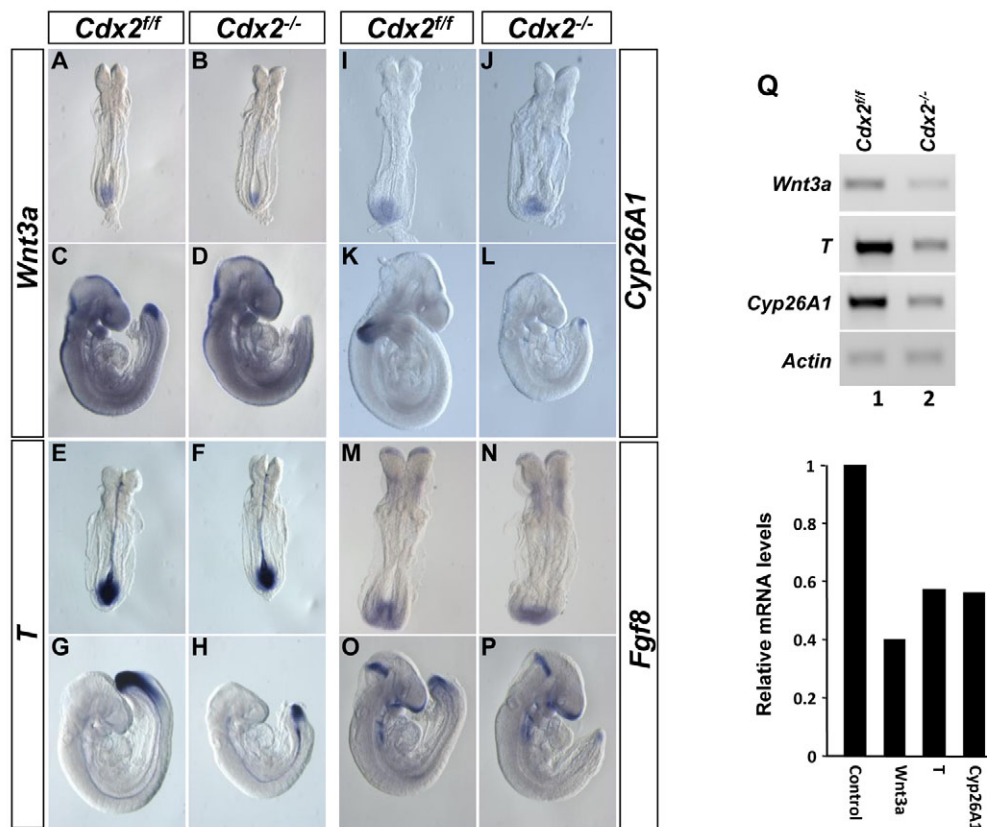 Cdx2f/f
Cdx2-/-
Cdx2f/f
Cdx2-/-
Wnt3a
A
B
C
D
Cyp26A1
I
J
K
L
T
E
F
G
H
Fgf8
M
N
O
P
Q
Cdx2f/f
Cdx2-/-
Wnt3a
T
Cyp26A1
Actin
1 2
Relative mRNA levels
1
0.8
0.6
0.4
0.2
0
Control
Wnt3a
T
Cyp26A1